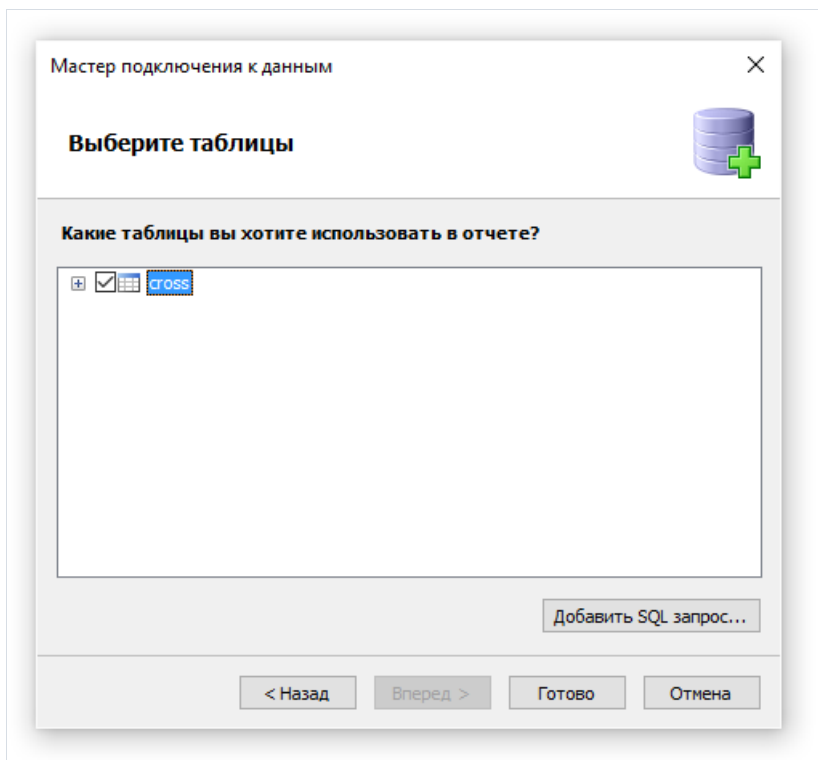 Мастер подключения к данным
Выберите таблицы
Какие таблицы вы хотите использовать в отчете?
cross
Добавить SQL запрос...
< Назад
Вперед >
Готово
Отмена